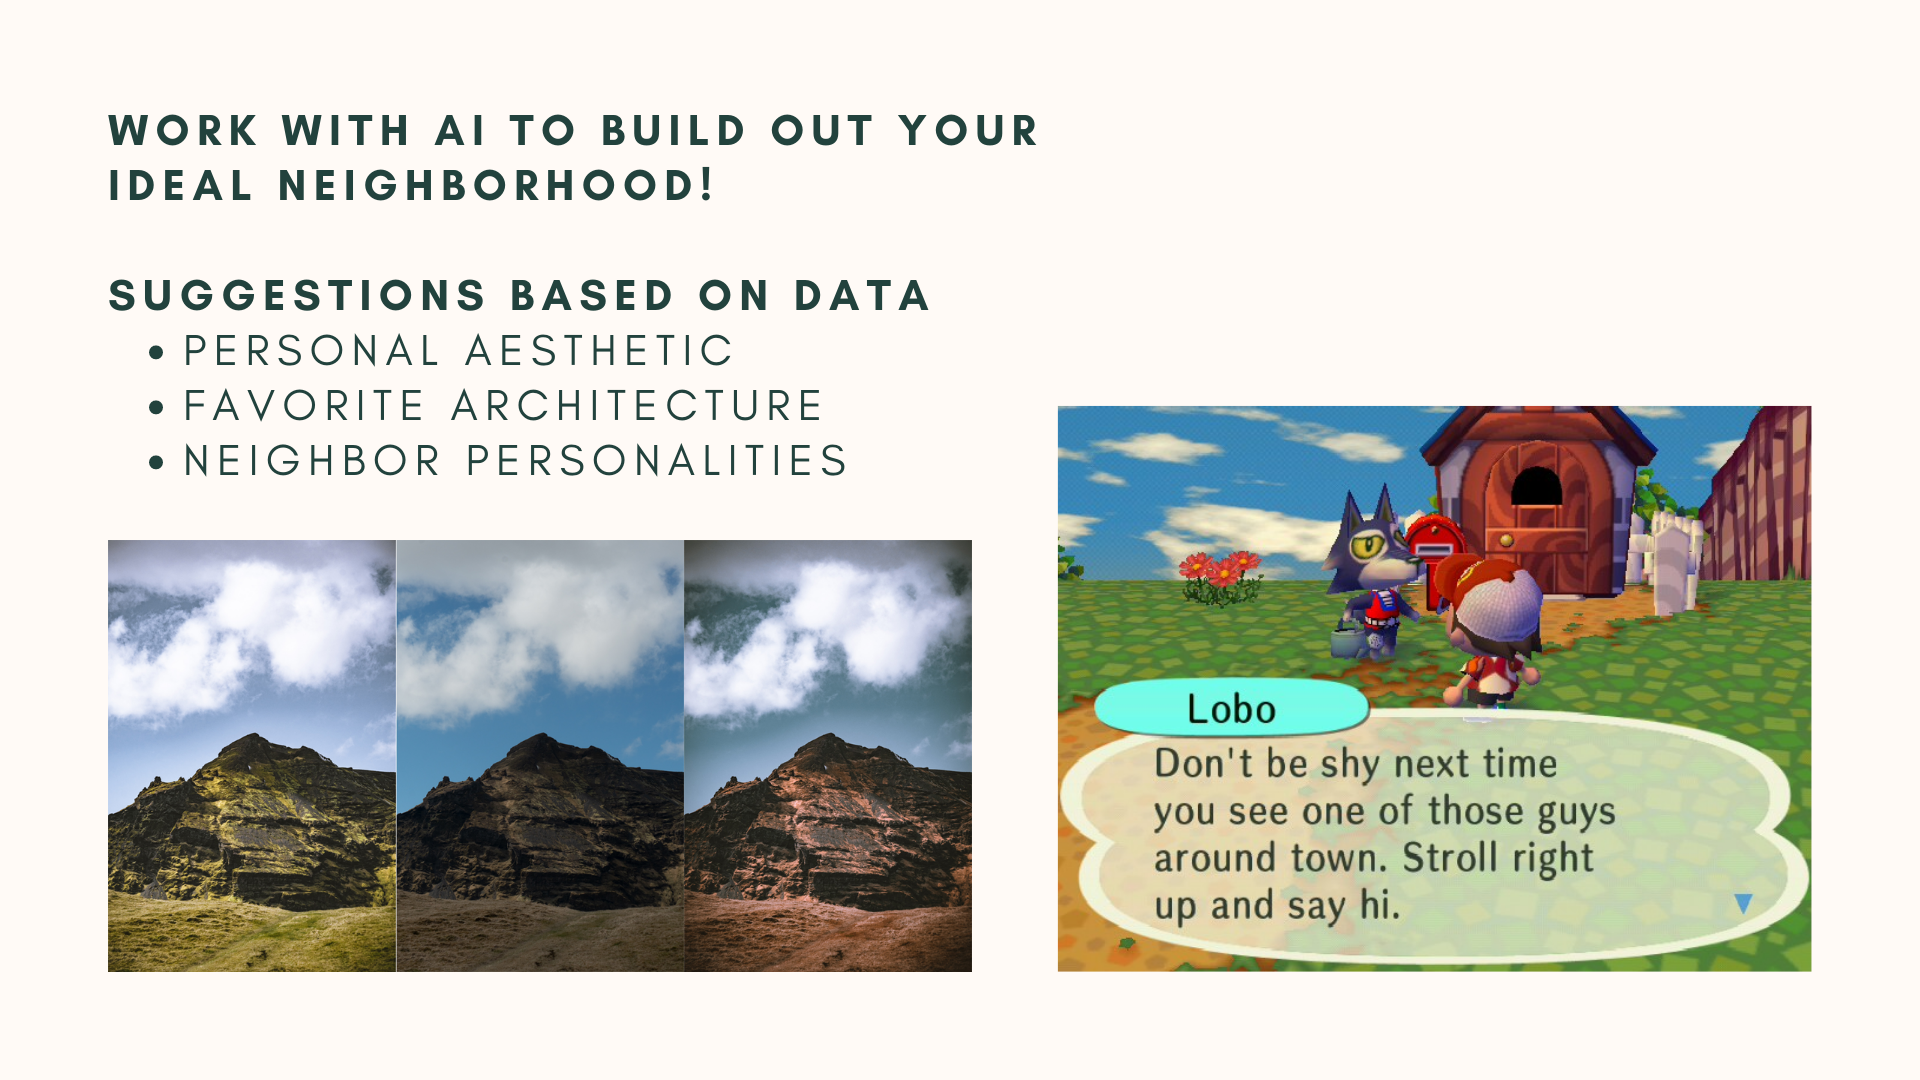 WORK WITH AI TO BUILD OUT YOUR
IDEAL NEIGHBORHOOD!
SUGGESTIONS BASED ON DATA
• PERSONAL AESTHETIC
• FAVORITE ARCHITECTURE
• NEIGHBOR PERSONALITIES
Lobo
Don't be shy next time
you see one of those guys
around town. Stroll right
up and say hi.